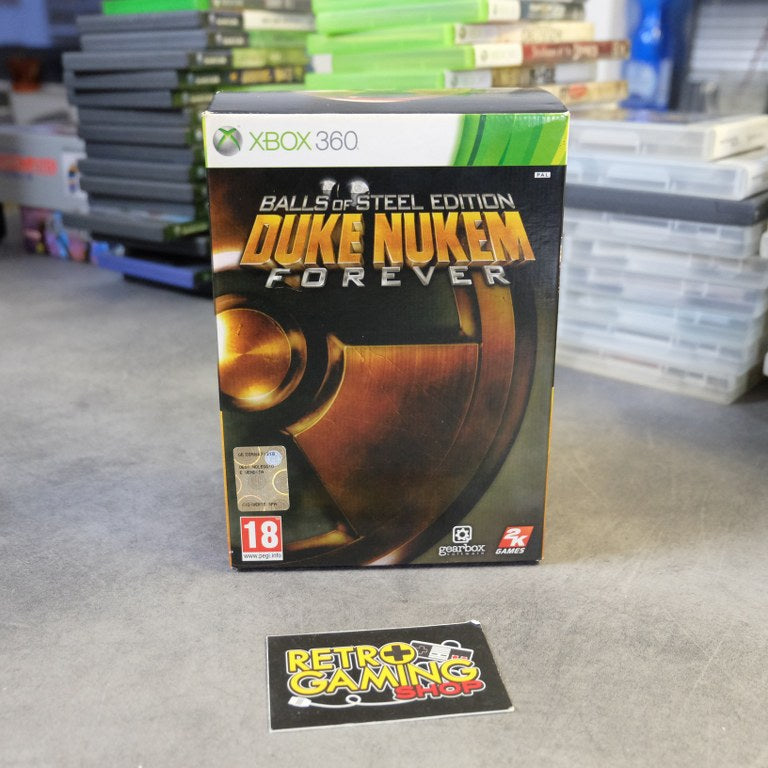 XBOX 360
PAL
BALLS OF STEEL EDITION
DUKE NUKEM
FOREVER
18
www.pegi.info
gearbox
software
2K
GAMES
RETRO
GAMING
SHOP